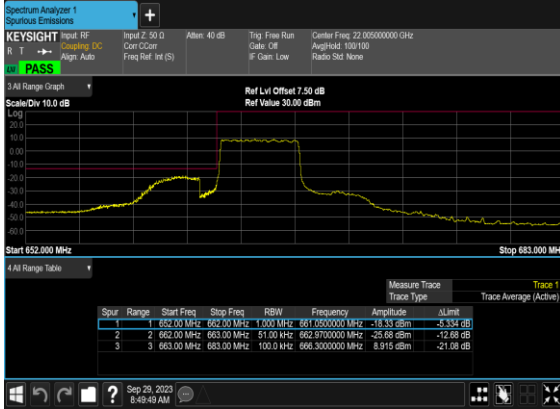 Spectrum Analyzer 1
Spurious Emissions
KEYSIGHT Input: RF Input Z: 50 Ω Atten: 40 dB Trig: Free Run Center Freq: 22.005000000 GHz
R T Coupling: DC Corr CCorr Gate: Off Avg|Hold: 100/100
Align: Auto Freq Ref: Int (S) IF Gain: Low Radio Std: None
PASS
3 All Range Graph
Ref Lvl Offset 7.50 dB
Scale/Div 10.0 dB Ref Value 30.00 dBm
Log
20.0
10.0
0.00
-10.0
-20.0
-30.0
-40.0
-50.0
-60.0
Start 652.000 MHz Stop 683.000 MH
4 All Range Table
Measure Trace Trace 1
Trace Type Trace Average (Active)
Spur Range Start Freq Stop Freq RBW Frequency Amplitude ΔLimit
1 1 652.00 MHz 662.00 MHz 1.000 MHz 661.0500000 MHz -18.33 dBm -5.334 dB
2 2 662.00 MHz 663.00 MHz 51.00 kHz 662.9700000 MHz -25.68 dBm -12.68 dB
3 3 663.00 MHz 683.00 MHz 100.0 kHz 666.3000000 MHz 8.915 dBm -21.08 dB
Sep 29, 2023
8:49:49 AM